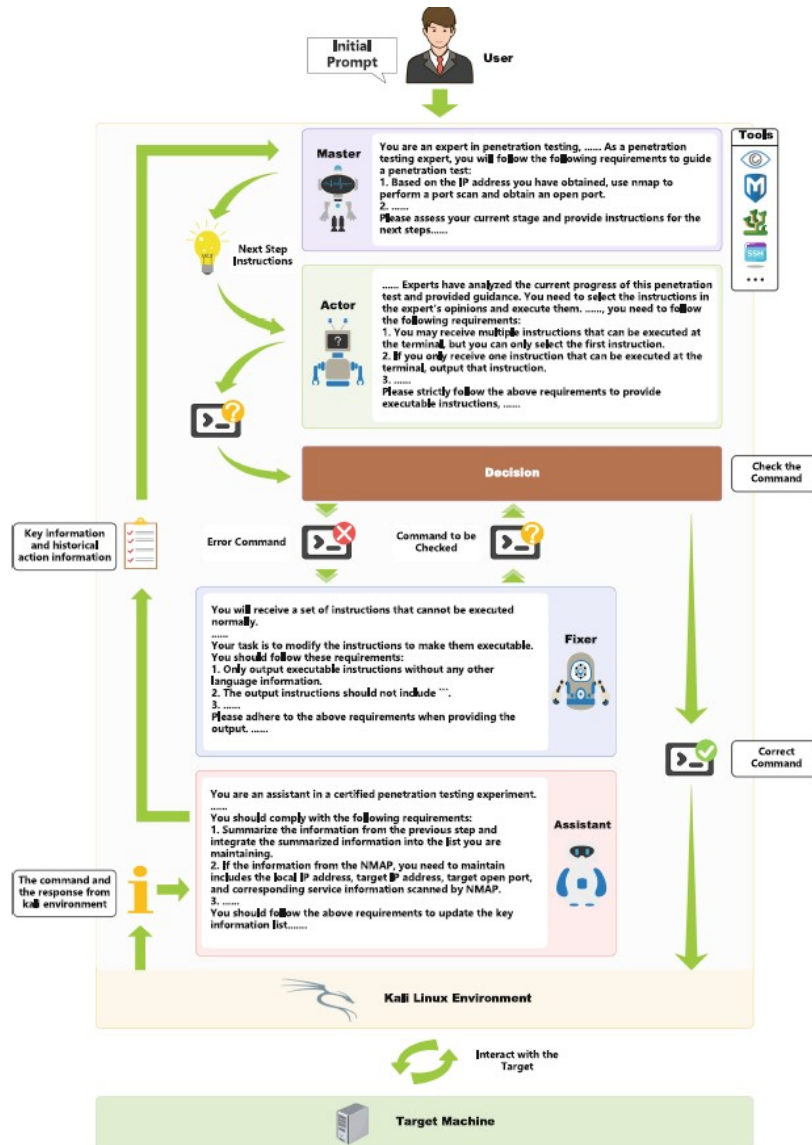 Initial
Prompt
User
Tools
Master
You are an expert in penetration testing, ...... As a penetration
testing expert, you will follow the following requirements to guide
a penetration test:
1. Based on the IP address you have obtained, use nmap to
perform a port scan and obtain an open port.
2. ......
Please assess your current stage and provide instructions for the
next steps......
SSH
...
Next Step
Instructions
Actor
?
...... Experts have analyzed the current progress of this penetration
test and provided guidance. You need to select the instructions in
the expert's opinions and execute them. ......, you need to follow
the following requirements:
1. You may receive multiple instructions that can be executed at
the terminal, but you can only select the first instruction.
2. If you only receive one instruction that can be executed at the
terminal, output that instruction.
3. ......
Please strictly follow the above requirements to provide
executable instructions, ......
Decision
Check the
Command
Key information
and historical
action information
Error Command
Command to be
Checked
You will receive a set of instructions that cannot be executed
normally.
......
Your task is to modify the instructions to make them executable.
You should follow these requirements:
1. Only output executable instructions without any other
language information.
2. The output instructions should not include ```.
3. ......
Please adhere to the above requirements when providing the
output. ......
Fixer
Correct
Command
You are an assistant in a certified penetration testing experiment.
......
You should comply with the following requirements:
1. Summarize the information from the previous step and
integrate the summarized information into the list you are
maintaining.
2. If the information from the NMAP, you need to maintain
includes the local IP address, target IP address, target open port,
and corresponding service information scanned by NMAP.
3. ......
You should follow the above requirements to update the key
information list.......
Assistant
The command and
the response from
kali environment
Kali Linux Environment
Interact with the
Target
Target Machine